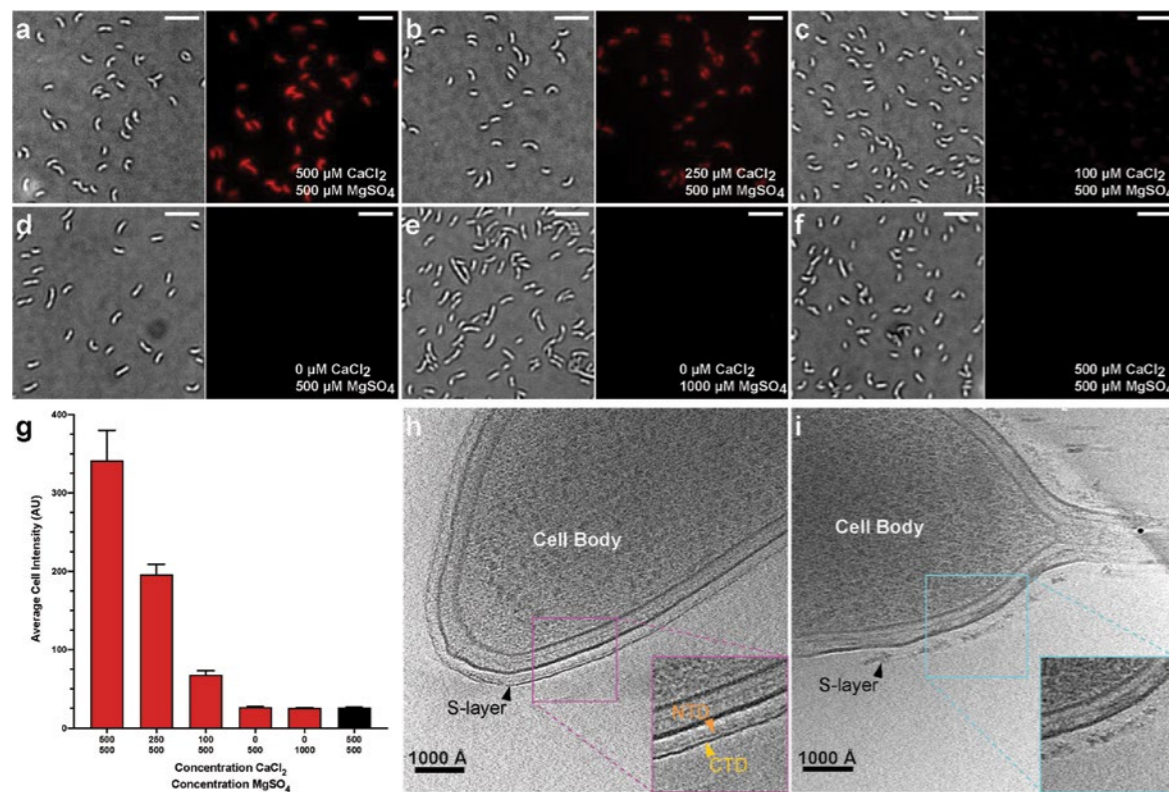 a
500 µM CaCl₂
500 µM MgSO₄
b
250 µM CaCl₂
500 µM MgSO₄
c
100 µM CaCl₂
500 µM MgSO₄
d
0 µM CaCl₂
500 µM MgSO₄
e
0 µM CaCl₂
1000 µM MgSO₄
f
500 µM CaCl₂
500 µM MgSO₄
g
400
300
200
100
0
Average Cell Intensity (AU)
500 250 100 0 0 500
500 500 500 500 1000 500
Concentration CaCl₂
Concentration MgSO₄
h
Cell Body
S-layer
NTD
CTD
1000 Å
i
Cell Body
S-layer
1000 Å